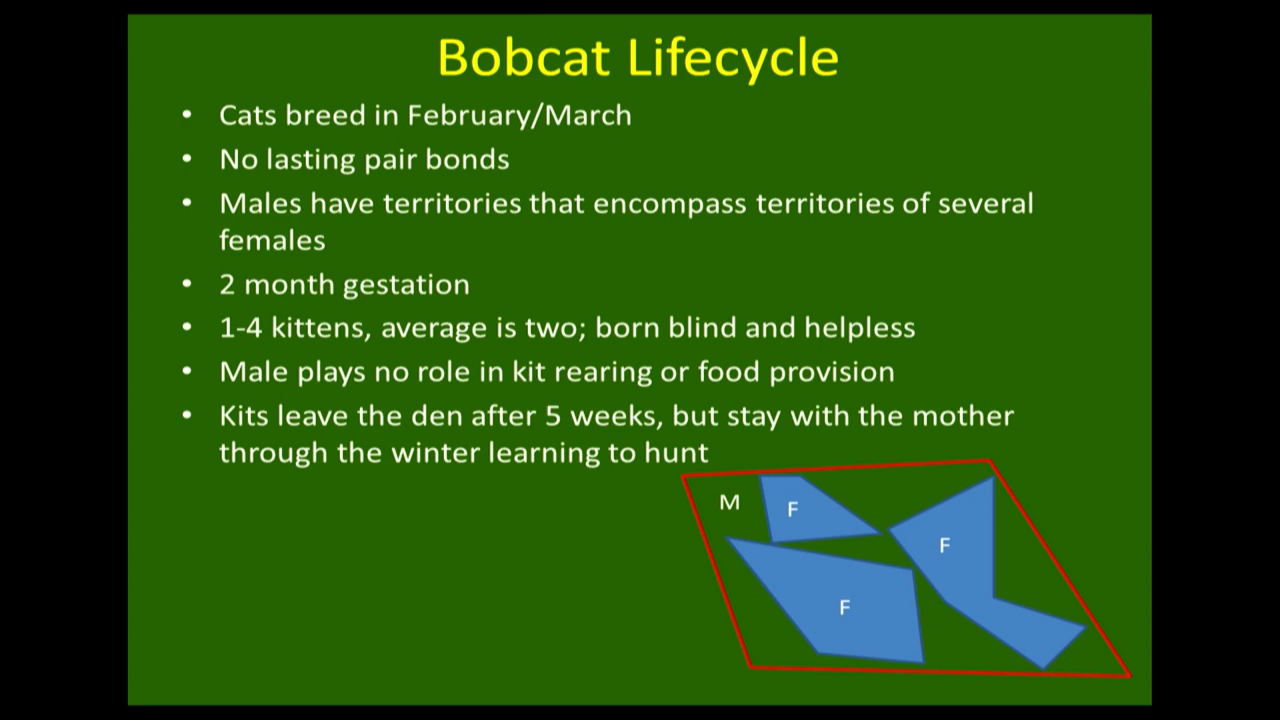 Bobcat Lifecycle
• Cats breed in February/March
• No lasting pair bonds
• Males have territories that encompass territories of several
females
• 2 month gestation
• 1-4 kittens, average is two; born blind and helpless
• Male plays no role in kit rearing or food provision
• Kits leave the den after 5 weeks, but stay with the mother
through the winter learning to hunt
M
F
F
F